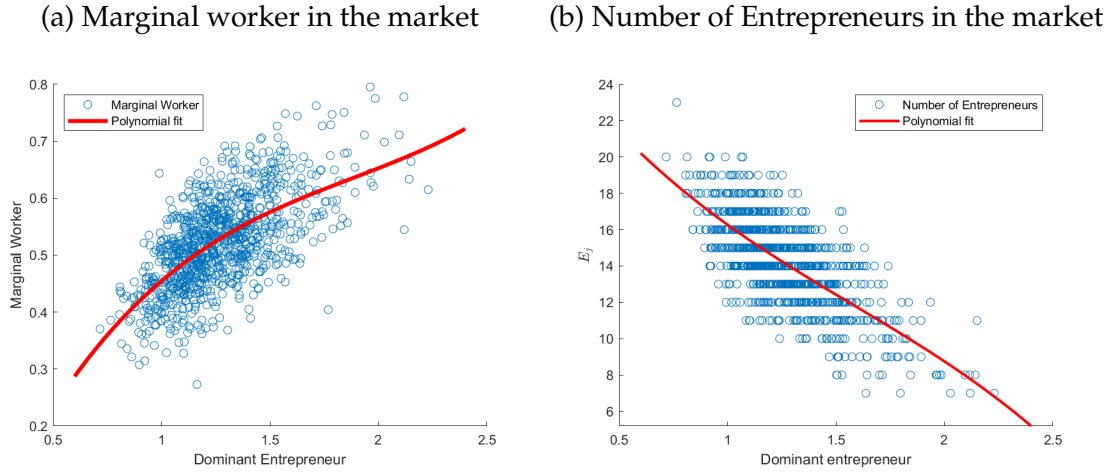 (a) Marginal worker in the market
(b) Number of Entrepreneurs in the market
0.8
0.7
0.6
0.5
0.4
0.3
0.2
Marginal Worker
Marginal Worker
Polynomial fit
0.5
1
1.5
2
2.5
Dominant Entrepreneur
24
22
20
18
16
14
12
10
8
6
E_j
Number of Entrepreneurs
Polynomial fit
0.5
1
1.5
2
2.5
Dominant entrepreneur